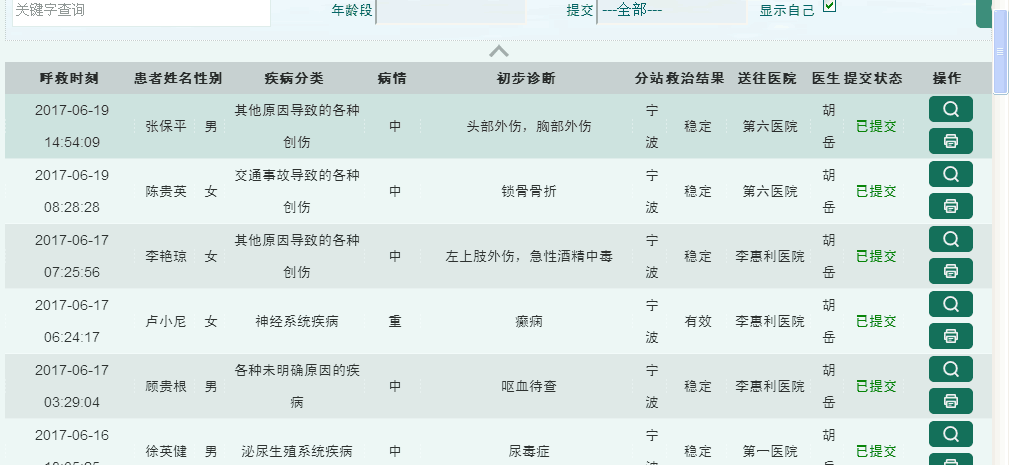 关键字查询 年龄段 提交 ---全部--- 显示自己
呼救时刻 患者姓名 性别 疾病分类 病情 初步诊断 分站 救治结果 送往医院 医生 提交状态 操作
2017-06-19 14:54:09 张保平 男 其他原因导致的各种创伤 中 头部外伤，胸部外伤 宁波 稳定 第六医院 胡岳 已提交
2017-06-19 08:28:28 陈贵英 女 交通事故导致的各种创伤 中 锁骨骨折 宁波 稳定 第六医院 胡岳 已提交
2017-06-17 07:25:56 李艳琼 女 其他原因导致的各种创伤 中 左上肢外伤，急性酒精中毒 宁波 稳定 李惠利医院 胡岳 已提交
2017-06-17 06:24:17 卢小尼 女 神经系统疾病 重 癫痫 宁波 有效 李惠利医院 胡岳 已提交
2017-06-17 03:29:04 顾贵根 男 各种未明确原因的疾病 中 呕血待查 宁波 稳定 李惠利医院 胡岳 已提交
2017-06-16 徐英健 男 泌尿生殖系统疾病 中 尿毒症 宁 稳定 第一医院 胡 已提交